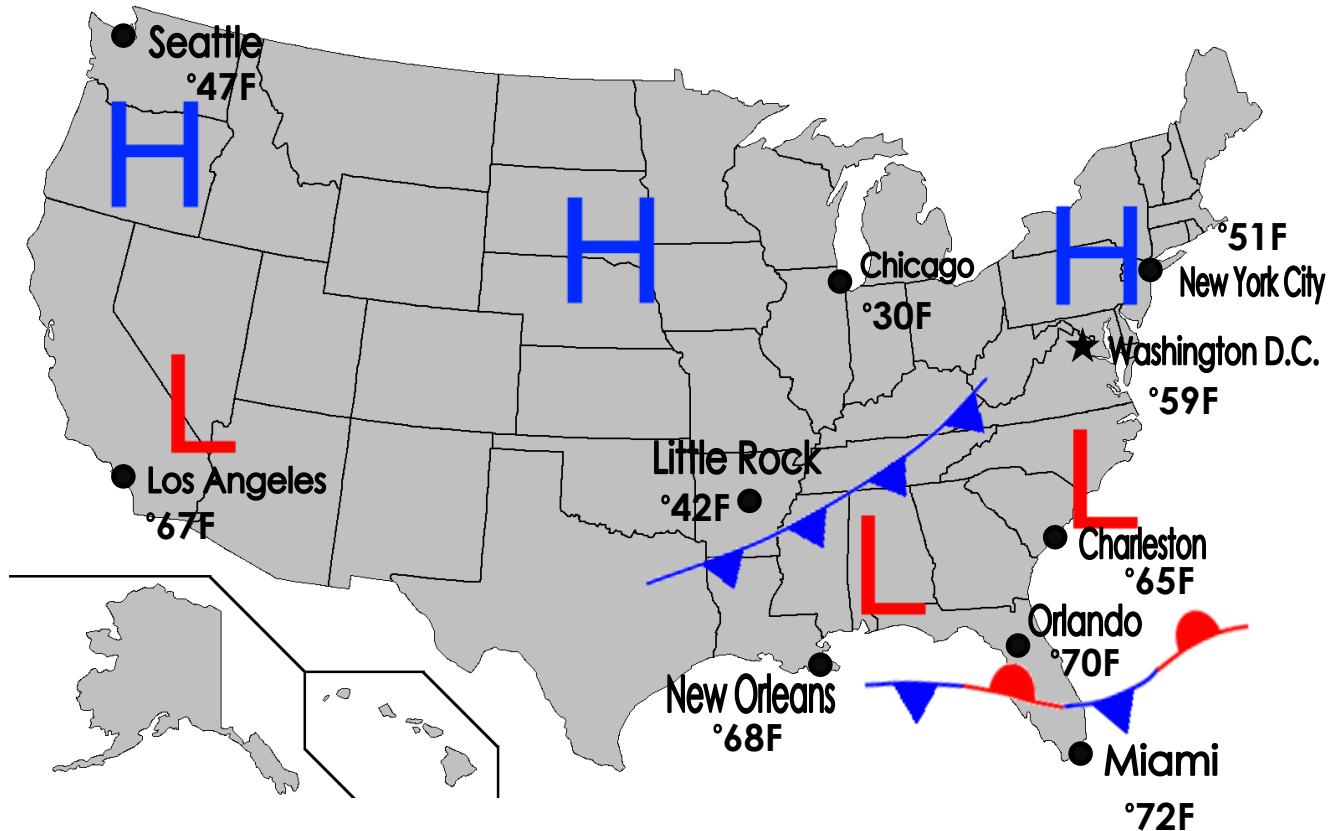 Seattle
°47F
H
H
H
°51F
New York City
Chicago
°30F
Washington D.C.
°59F
L
Los Angeles
°67F
Little Rock
°42F
L
L
Charleston
°65F
Orlando
°70F
New Orleans
°68F
Miami
°72F